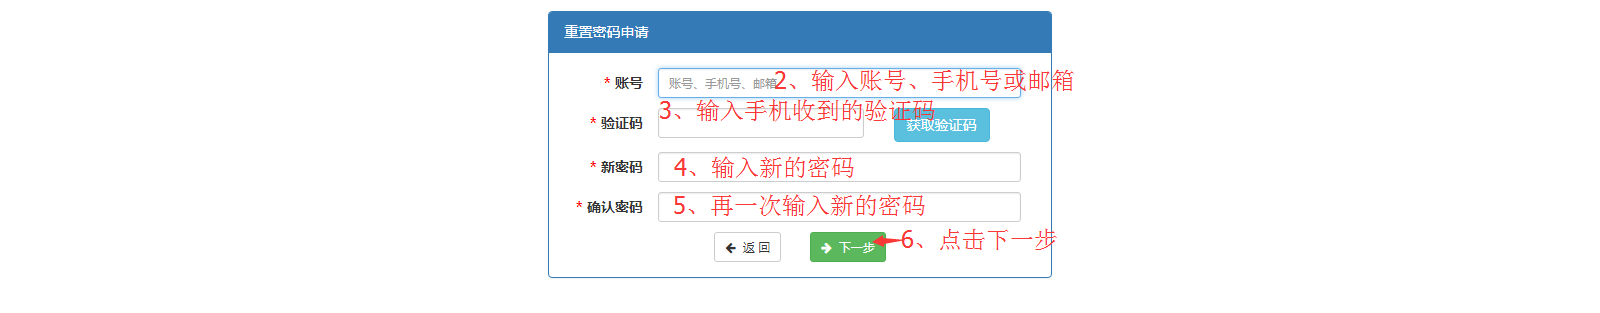 重置密码申请
* 账号 账号、手机号、邮箱 2、输入账号、手机号或邮箱
* 验证码 3、输入手机收到的验证码 获取验证码
* 新密码 4、输入新的密码
* 确认密码 5、再一次输入新的密码
返 回 下一步 6、点击下一步